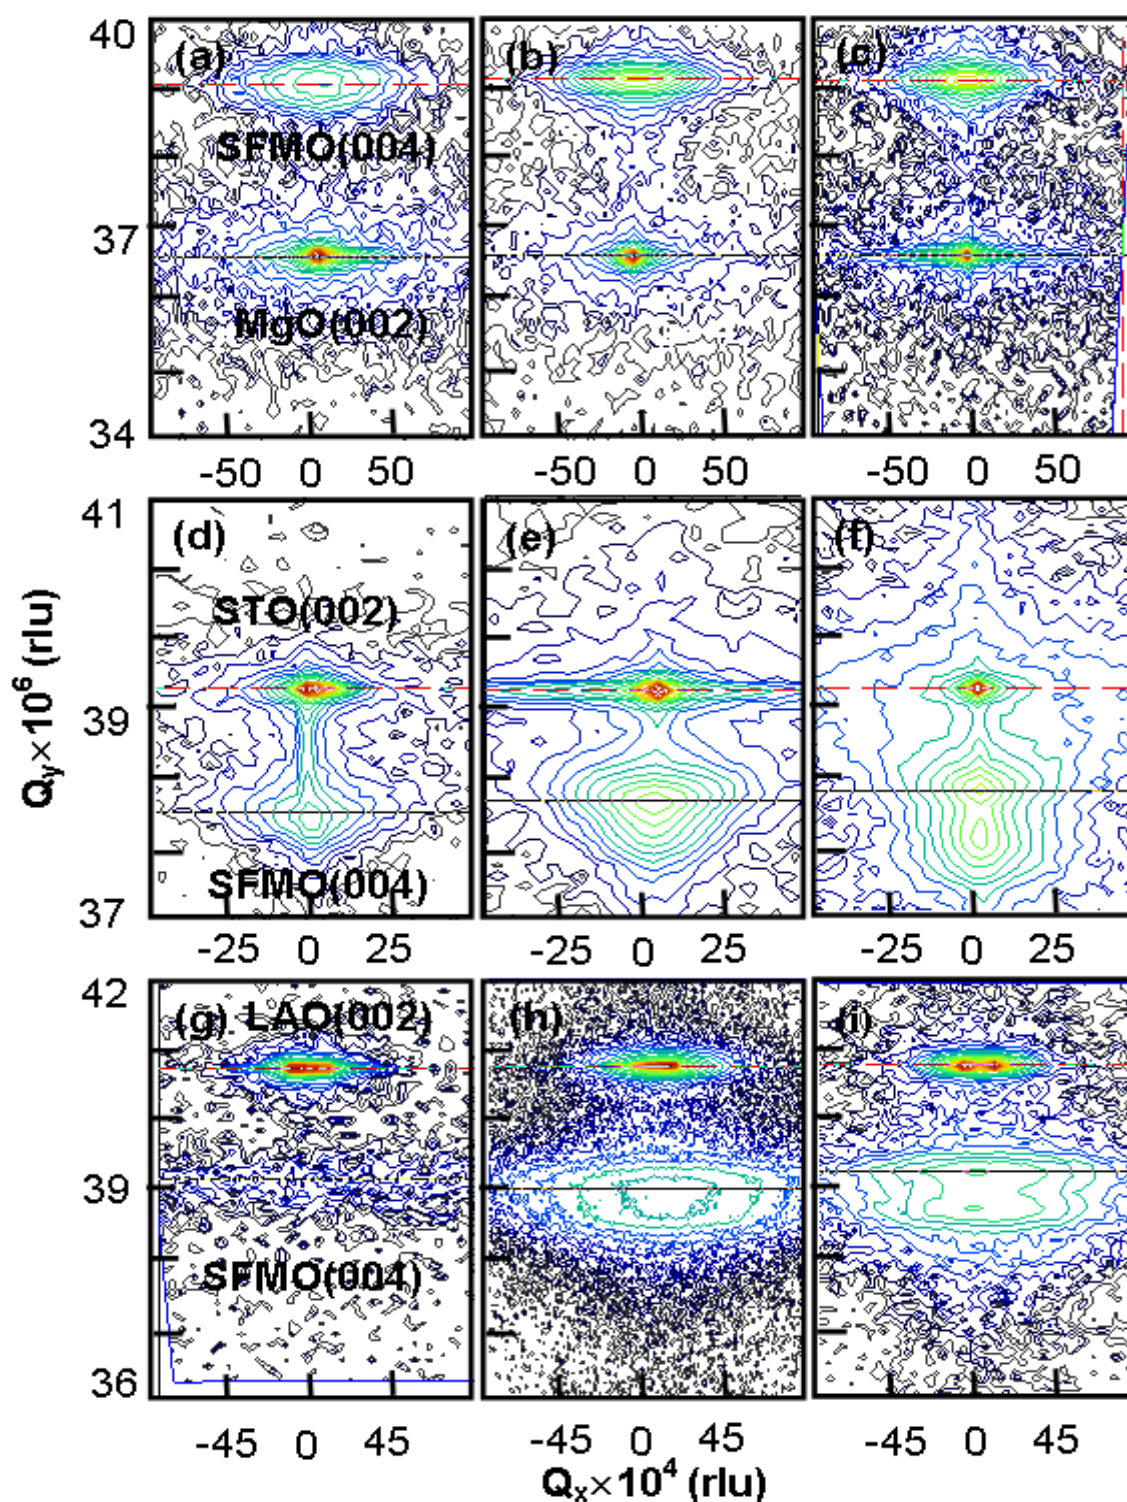 40
(a) (b) (c)
SFMO(004)
37
MgO(002)
34
-50 0 50 -50 0 50 -50 0 50
41
(d) (e) (f)
STO(002)
39
SFMO(004)
37
-25 0 25 -25 0 25 -25 0 25
42
(g) LAO(002) (h) (i)
39
SFMO(004)
36
-45 0 45 -45 0 45 -45 0 45
Qy×10⁶ (rlu)
Qx×10⁴ (rlu)